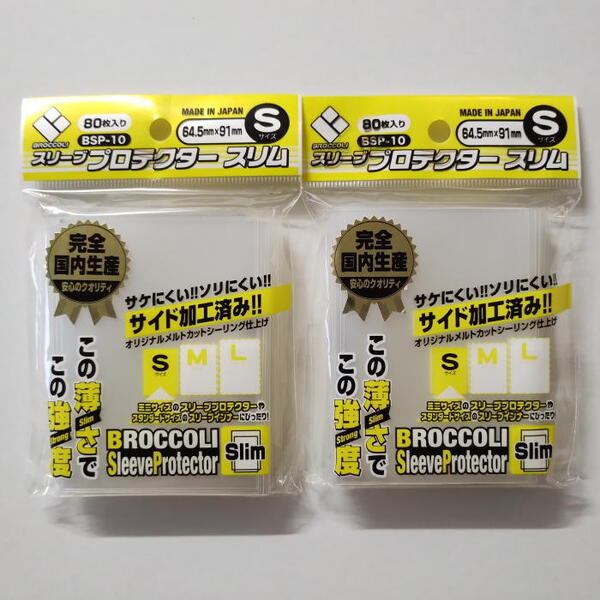 BROCCOLI
80枚入り
BSP-10
MADE IN JAPAN
64.5mm×91mm
S
サイズ
スリーブプロテクター スリム
完全
国内生産
安心のクオリティ
サケにくい!!ソリにくい!!
サイド加工済み!!
オリジナルメルトカットシーリング仕上げ
S
サイズ
M
L
この薄さで
Slim
この強度
Strong
ミニサイズのスリーブプロテクターや
スタンダードサイズのスリーブインナーにぴったり!
BROCCOLI
SleeveProtector
Slim
BROCCOLI
80枚入り
BSP-10
MADE IN JAPAN
64.5mm×91mm
S
サイズ
スリーブプロテクター スリム
完全
国内生産
安心のクオリティ
サケにくい!!ソリにくい!!
サイド加工済み!!
オリジナルメルトカットシーリング仕上げ
S
サイズ
M
L
この薄さで
Slim
この強度
Strong
ミニサイズのスリーブプロテクターや
スタンダードサイズのスリーブインナーにぴったり!
BROCCOLI
SleeveProtector
Slim